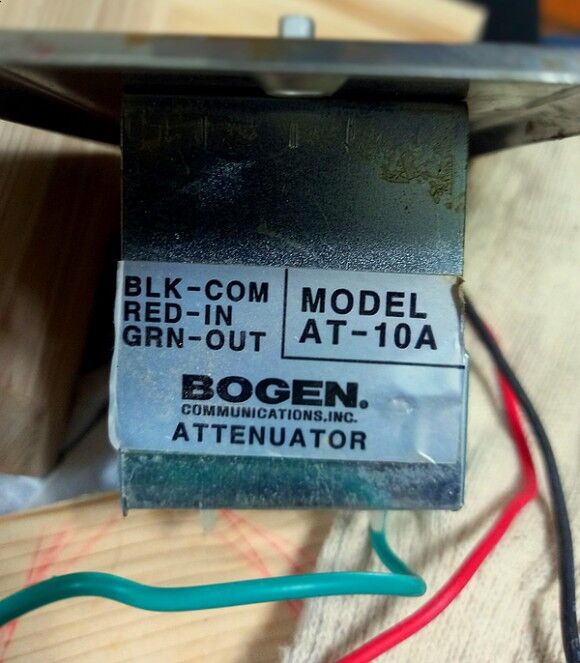 BLK-COM
RED-IN
GRN-OUT
MODEL
AT-10A
BOGEN.
COMMUNICATIONS,INC.
ATTENUATOR